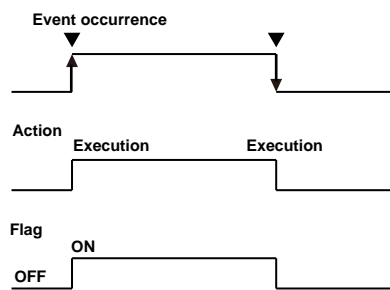 Event occurrence
Action
Execution Execution
Flag
ON
OFF